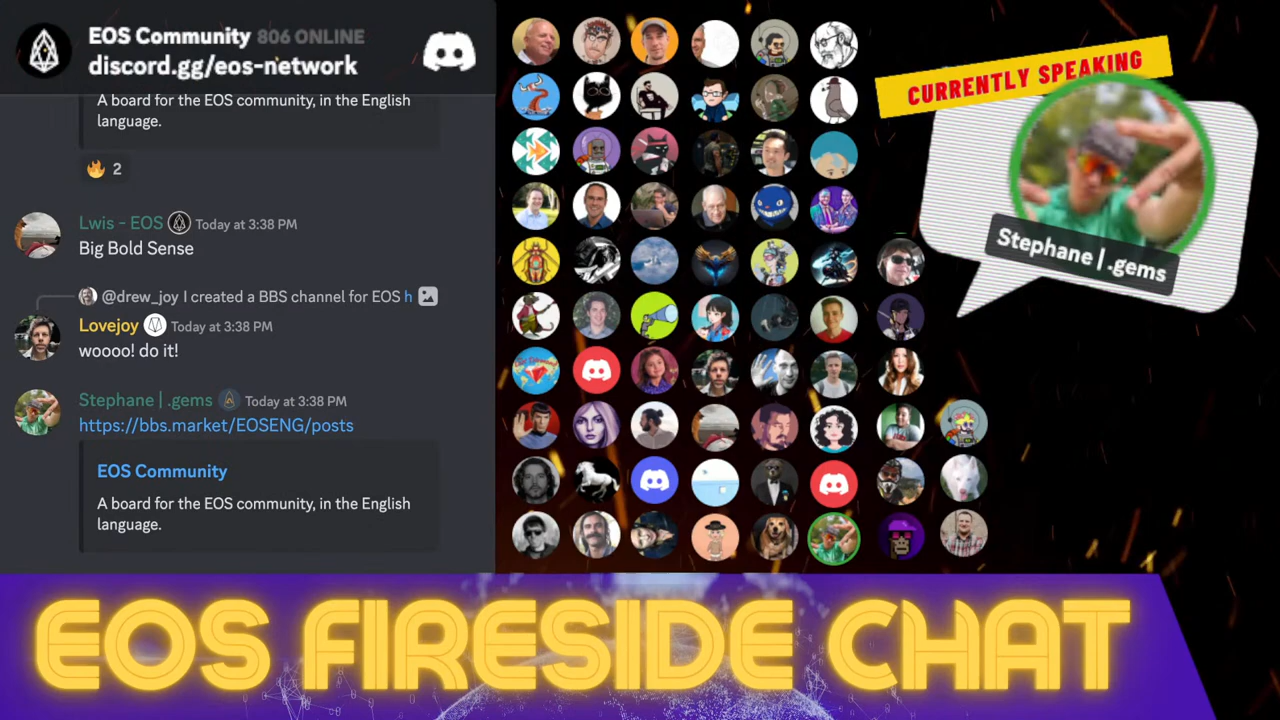 EOS Community 806 ONLINE
discord.gg/eos-network
A board for the EOS community, in the English
language.
🔥 2
Lwis - EOS Today at 3:38 PM
Big Bold Sense
@drew_joy I created a BBS channel for EOS h
Lovejoy Today at 3:38 PM
woooo! do it!
Stephane | .gems Today at 3:38 PM
https://bbs.market/EOSENG/posts
EOS Community
A board for the EOS community, in the English
language.
CURRENTLY SPEAKING
Stephane | .gems
EOS FIRESIDE CHAT